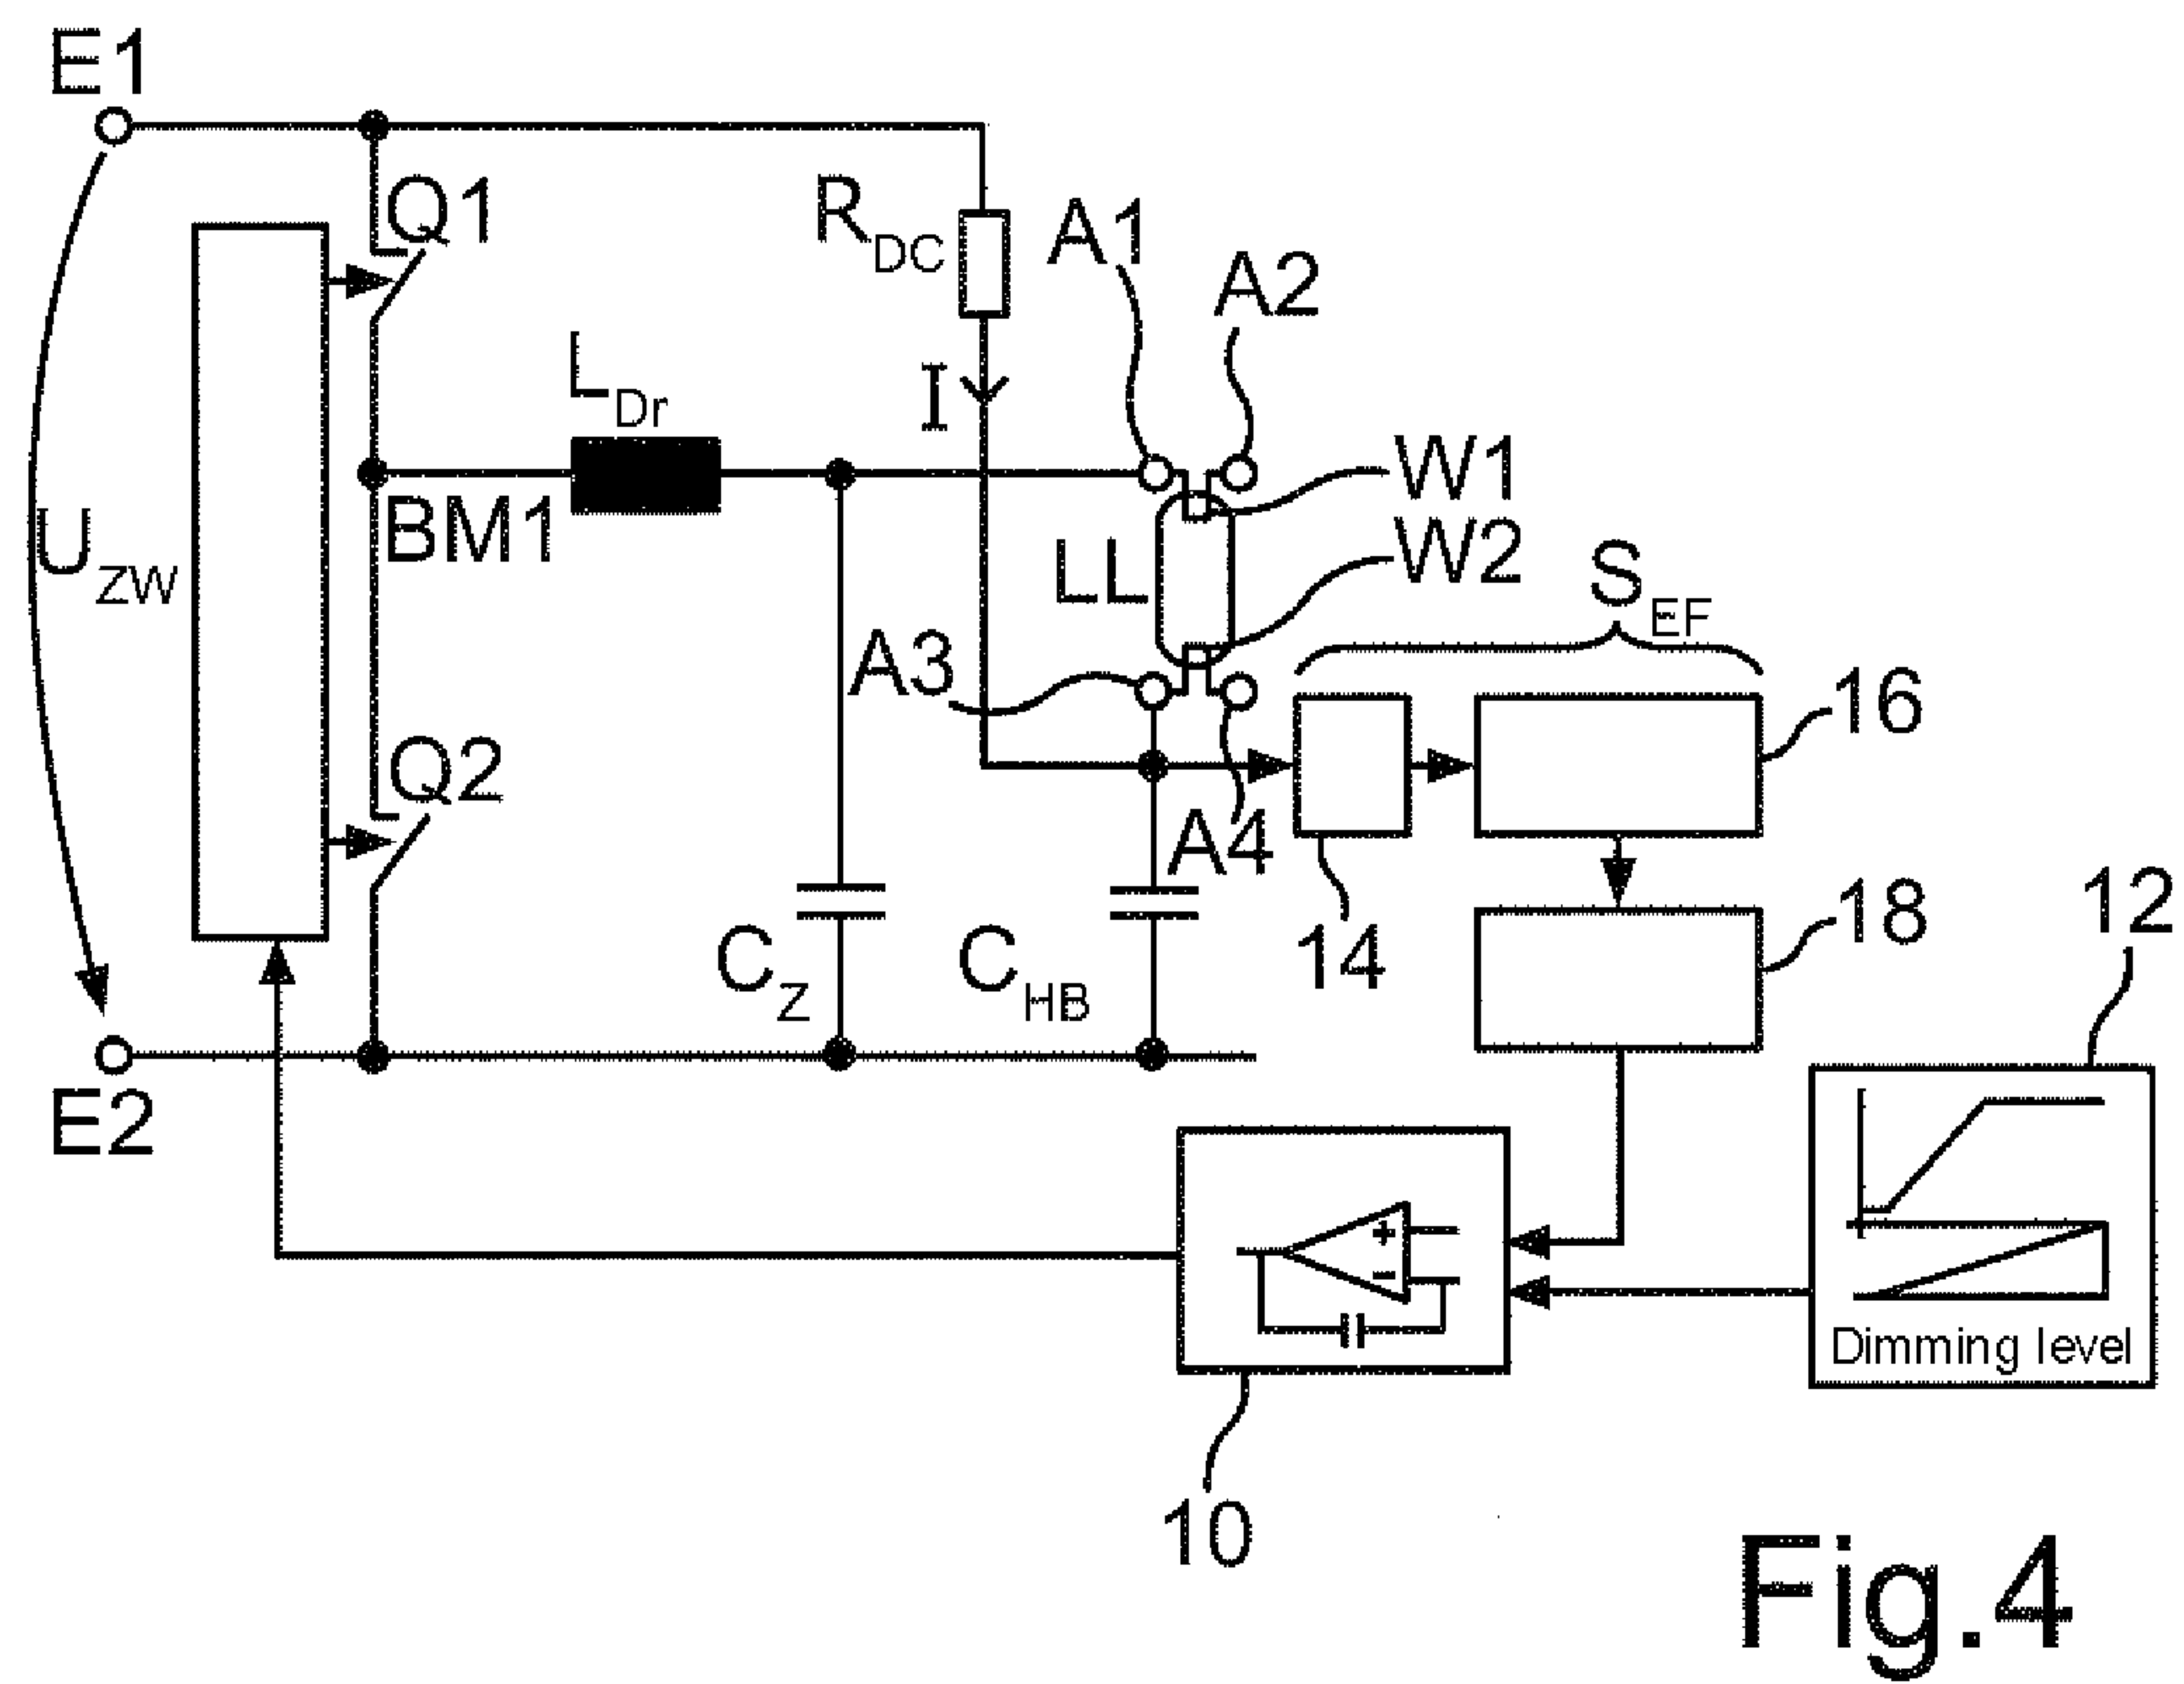 E1
Q1
R DC
A1
A2
L Dr
I
W1
BM1
W2
U ZW
LL
S EF
A3
16
Q2
A4
12
18
C Z
C HB
14
E2
+
-
Dimming level
10
Fig.4